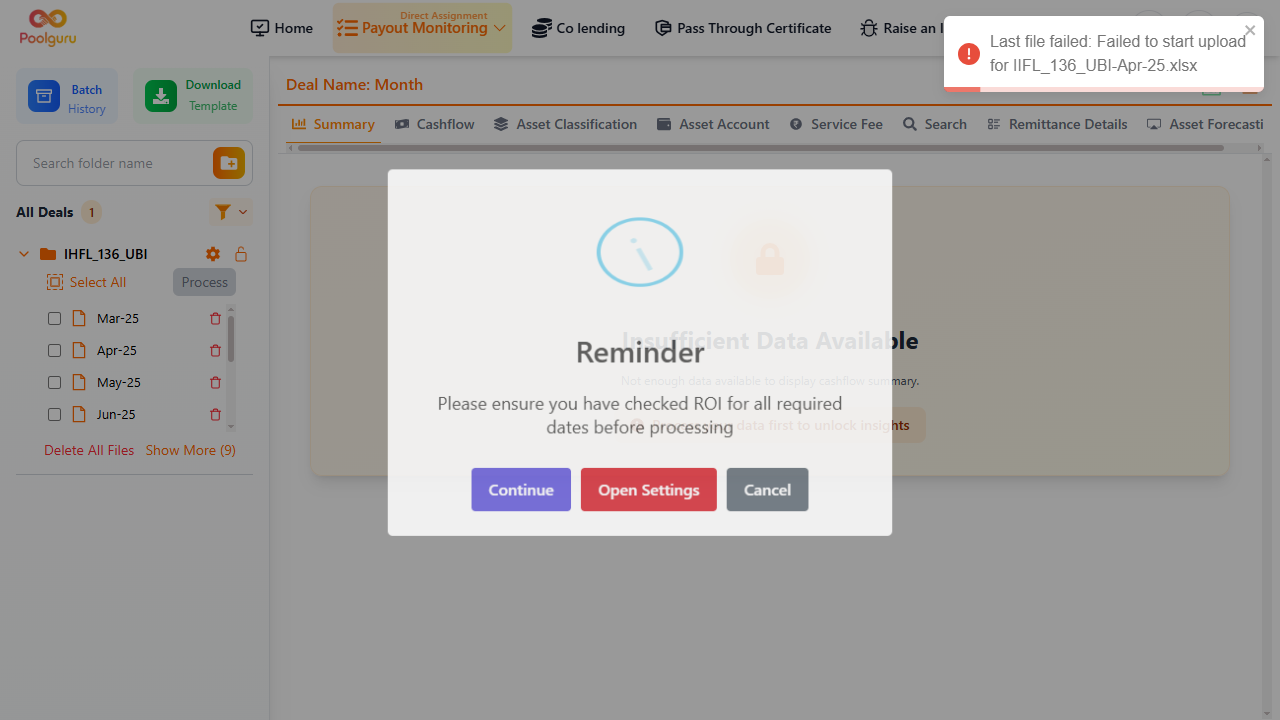 Poolguru
Home
Direct Assignment
Payout Monitoring
Co lending
Pass Through Certificate
Raise an I
Last file failed: Failed to start upload
for IIFL_136_UBI-Apr-25.xlsx
Batch
History
Download
Template
Deal Name: Month
Summary
Cashflow
Asset Classification
Asset Account
Service Fee
Search
Remittance Details
Asset Forecasti
Search folder name
All Deals 1
IHFL_136_UBI
Select All
Process
Mar-25
Apr-25
May-25
Jun-25
Delete All Files
Show More (9)
Insufficient Data Available
Not enough data available to display cashflow summary.
data first to unlock insights
Reminder
Please ensure you have checked ROI for all required
dates before processing
Continue
Open Settings
Cancel